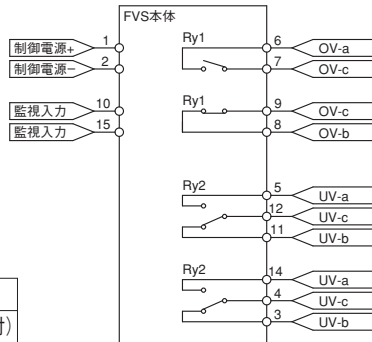 FVS本体
制御電源+ 1
制御電源− 2
監視入力 10
監視入力 15
Ry1 6 OV-a
7 OV-c
Ry1 9 OV-c
8 OV-b
Ry2 5 UV-a
12 UV-c
11 UV-b
Ry2 14 UV-a
4 UV-c
3 UV-b
付)